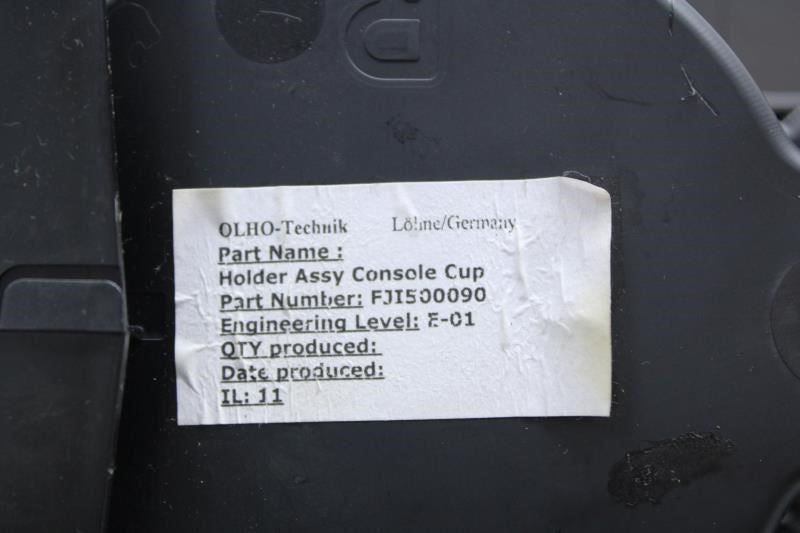 OLHO-Technik Löhne/Germany
Part Name :
Holder Assy Console Cup
Part Number: FJI500090
Engineering Level: E-01
QTY produced:
Date produced:
IL: 11